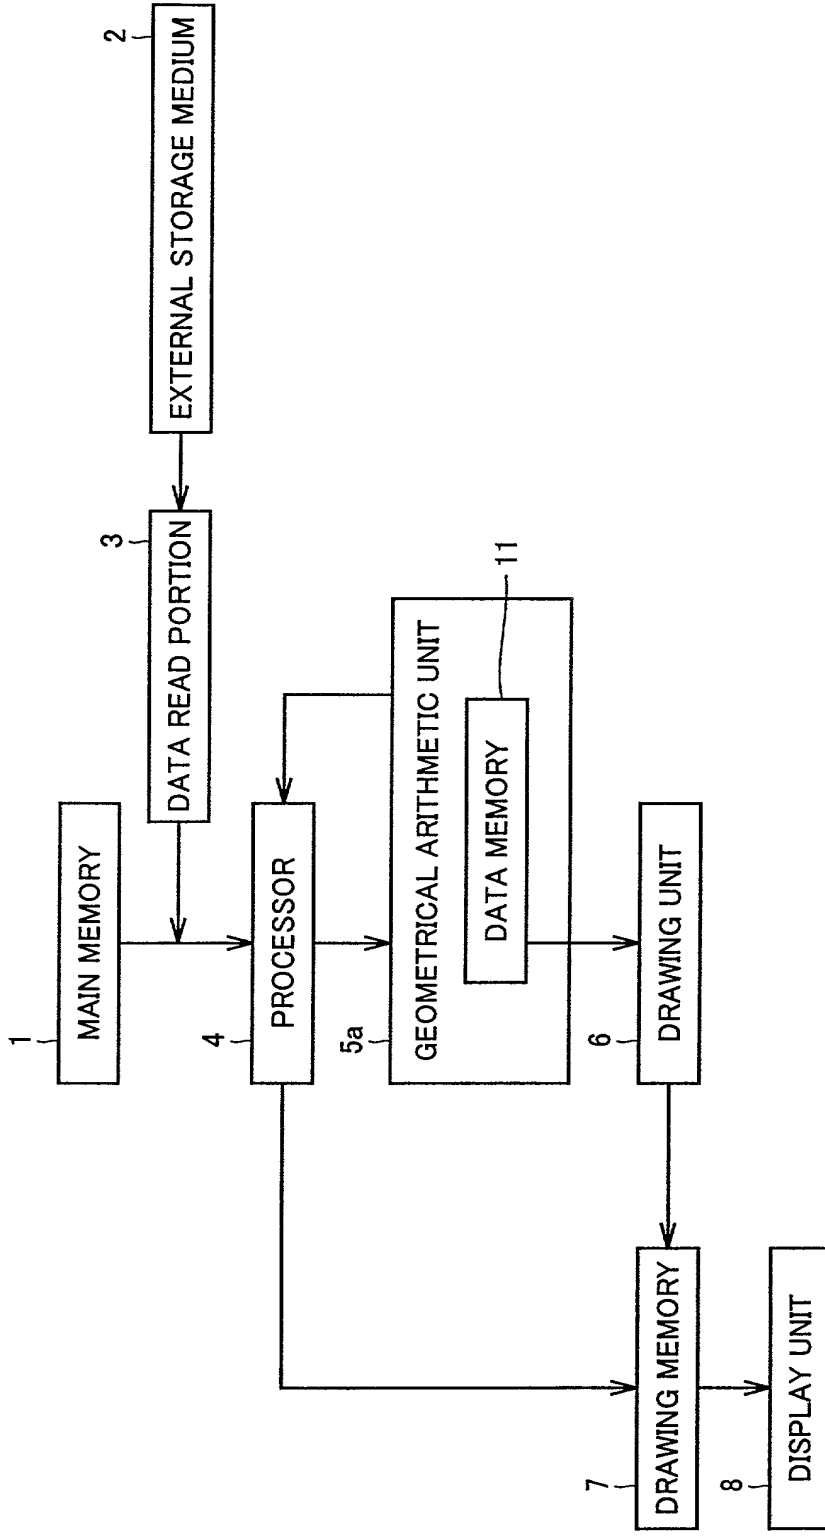 1
MAIN MEMORY
2
EXTERNAL STORAGE MEDIUM
3
DATA READ PORTION
4
PROCESSOR
5a
GEOMETRICAL ARITHMETIC UNIT
11
DATA MEMORY
6
DRAWING UNIT
7
DRAWING MEMORY
8
DISPLAY UNIT